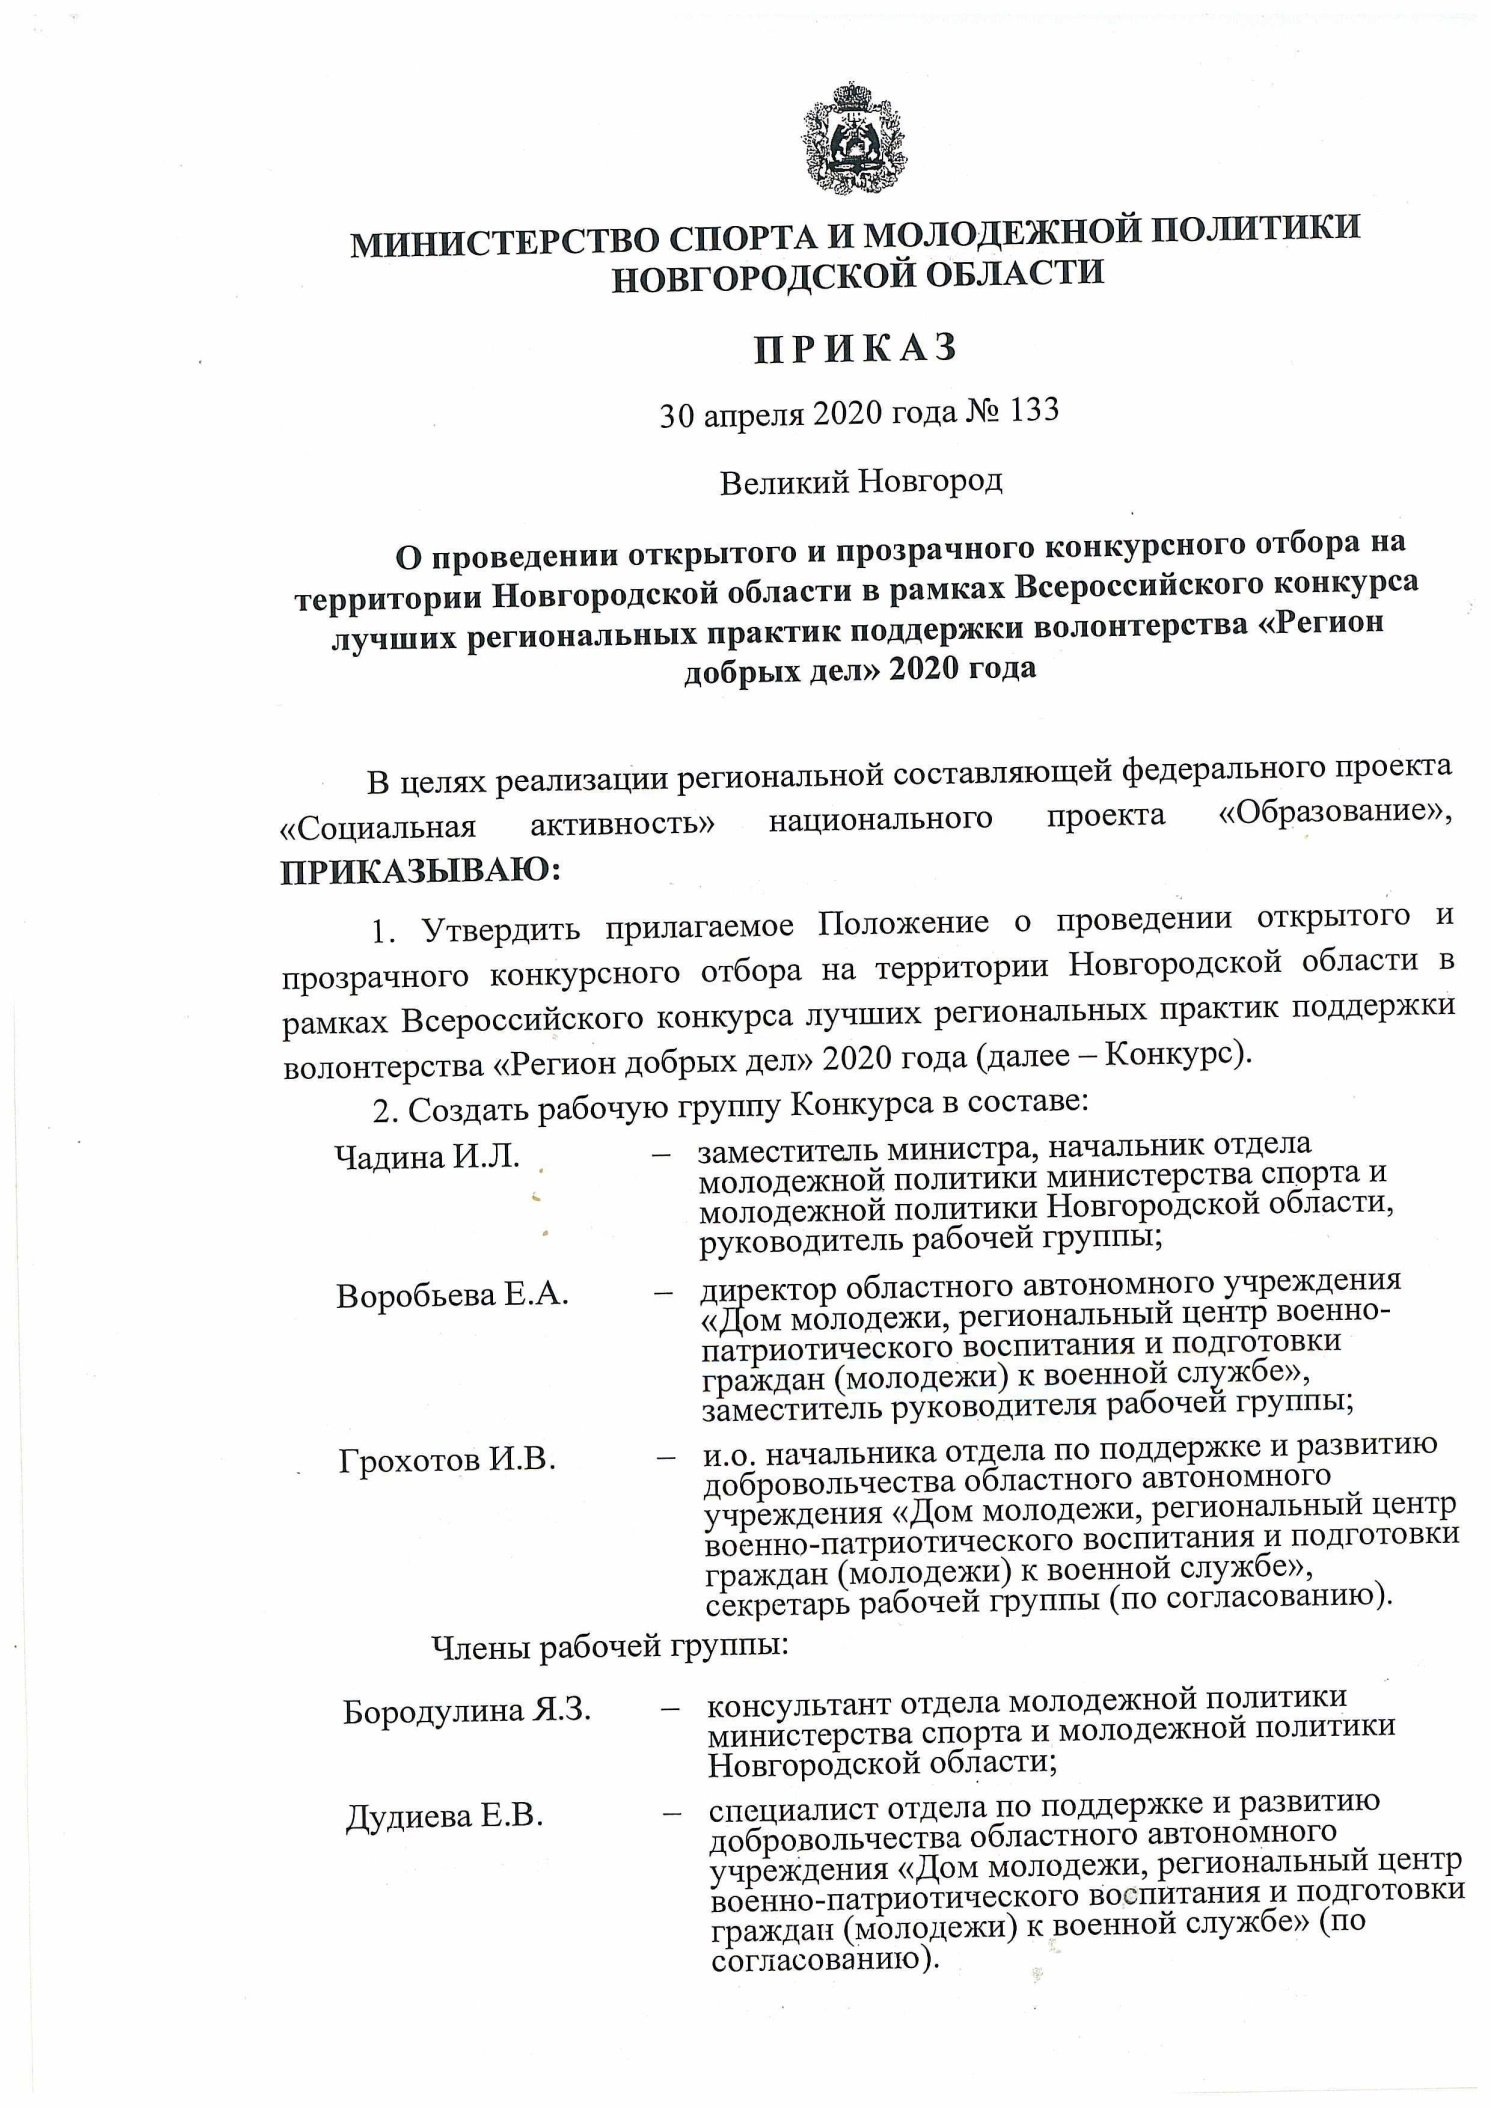 МИНИСТЕРСТВО СПОРТА И МОЛОДЕЖНОЙ ПОЛИТИКИ
НОВГОРОДСКОЙ ОБЛАСТИ
П Р И К А З
30 апреля 2020 года № 133
Великий Новгород
О проведении открытого и прозрачного конкурсного отбора на
территории Новгородской области в рамках Всероссийского конкурса
лучших региональных практик поддержки волонтерства «Регион
добрых дел» 2020 года
В целях реализации региональной составляющей федерального проекта
«Социальная активность» национального проекта «Образование»,
ПРИКАЗЫВАЮ:
1. Утвердить прилагаемое Положение о проведении открытого и
прозрачного конкурсного отбора на территории Новгородской области в
рамках Всероссийского конкурса лучших региональных практик поддержки
волонтерства «Регион добрых дел» 2020 года (далее – Конкурс).
2. Создать рабочую группу Конкурса в составе:
Чадина И.Л. – заместитель министра, начальник отдела
молодежной политики министерства спорта и
молодежной политики Новгородской области,
руководитель рабочей группы;
Воробьева Е.А. – директор областного автономного учреждения
«Дом молодежи, региональный центр военно-
патриотического воспитания и подготовки
граждан (молодежи) к военной службе»,
заместитель руководителя рабочей группы;
Грохотов И.В. – и.о. начальника отдела по поддержке и развитию
добровольчества областного автономного
учреждения «Дом молодежи, региональный центр
военно-патриотического воспитания и подготовки
граждан (молодежи) к военной службе»,
секретарь рабочей группы (по согласованию).
Члены рабочей группы:
Бородулина Я.З. – консультант отдела молодежной политики
министерства спорта и молодежной политики
Новгородской области;
Дудиева Е.В. – специалист отдела по поддержке и развитию
добровольчества областного автономного
учреждения «Дом молодежи, региональный центр
военно-патриотического воспитания и подготовки
граждан (молодежи) к военной службе» (по
согласованию).